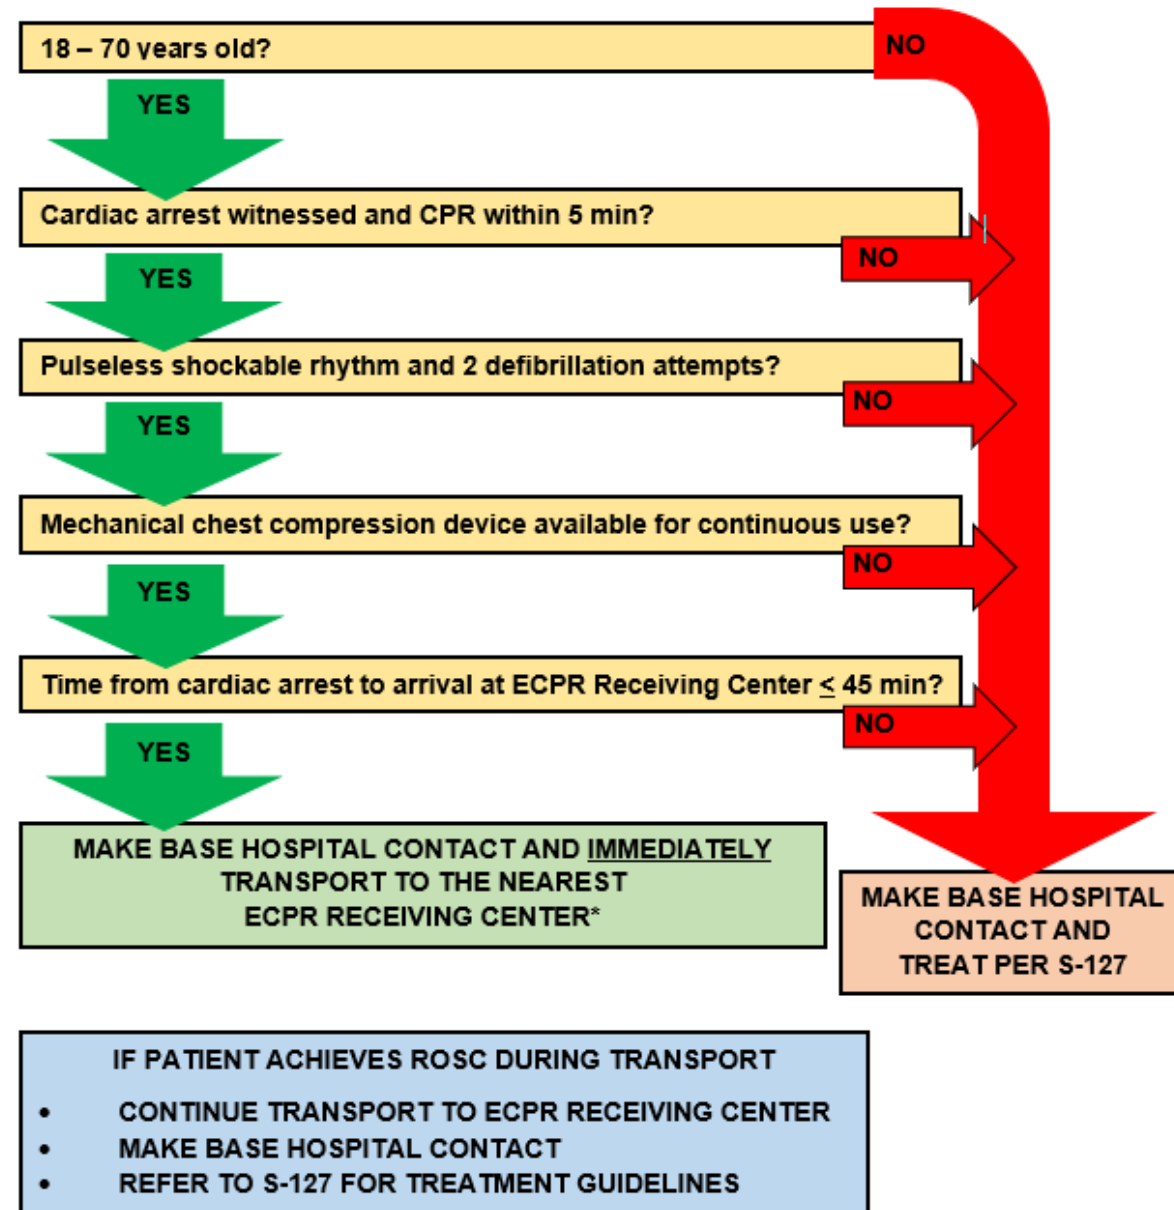 18 – 70 years old?
NO
YES
Cardiac arrest witnessed and CPR within 5 min?
NO
YES
Pulseless shockable rhythm and 2 defibrillation attempts?
NO
YES
Mechanical chest compression device available for continuous use?
NO
YES
Time from cardiac arrest to arrival at ECPR Receiving Center ≤ 45 min?
NO
YES
MAKE BASE HOSPITAL CONTACT AND IMMEDIATELY
TRANSPORT TO THE NEAREST
ECPR RECEIVING CENTER*
MAKE BASE HOSPITAL
CONTACT AND
TREAT PER S-127
IF PATIENT ACHIEVES ROSC DURING TRANSPORT
• CONTINUE TRANSPORT TO ECPR RECEIVING CENTER
• MAKE BASE HOSPITAL CONTACT
• REFER TO S-127 FOR TREATMENT GUIDELINES